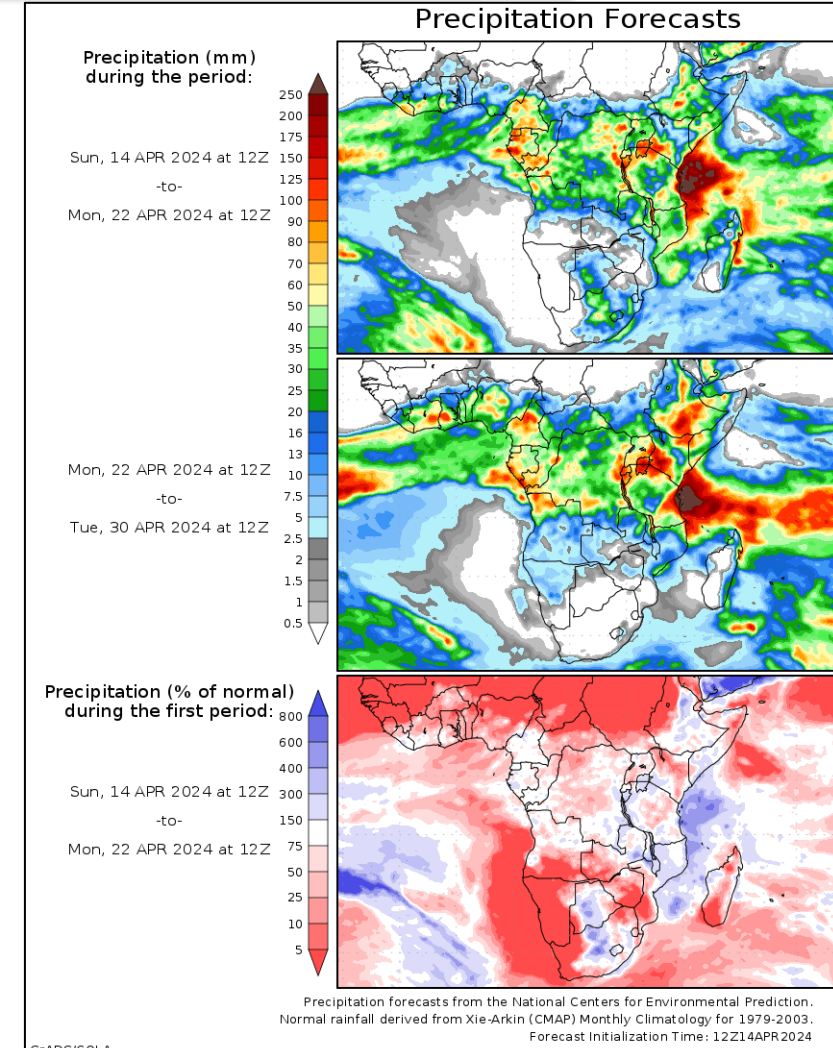 Precipitation Forecasts
Precipitation (mm)
during the period:
Sun, 14 APR 2024 at 12Z
-to-
Mon, 22 APR 2024 at 12Z
250
200
175
150
125
100
90
80
70
60
50
40
35
30
25
20
16
13
10
7.5
5
2.5
2
1.5
1
0.5
Mon, 22 APR 2024 at 12Z
-to-
Tue, 30 APR 2024 at 12Z
Precipitation (% of normal)
during the first period:
Sun, 14 APR 2024 at 12Z
-to-
Mon, 22 APR 2024 at 12Z
800
600
400
300
150
75
50
25
10
5
Precipitation forecasts from the National Centers for Environmental Prediction.
Normal rainfall derived from Xie-Arkin (CMAP) Monthly Climatology for 1979-2003.
Forecast Initialization Time: 12Z14APR2024